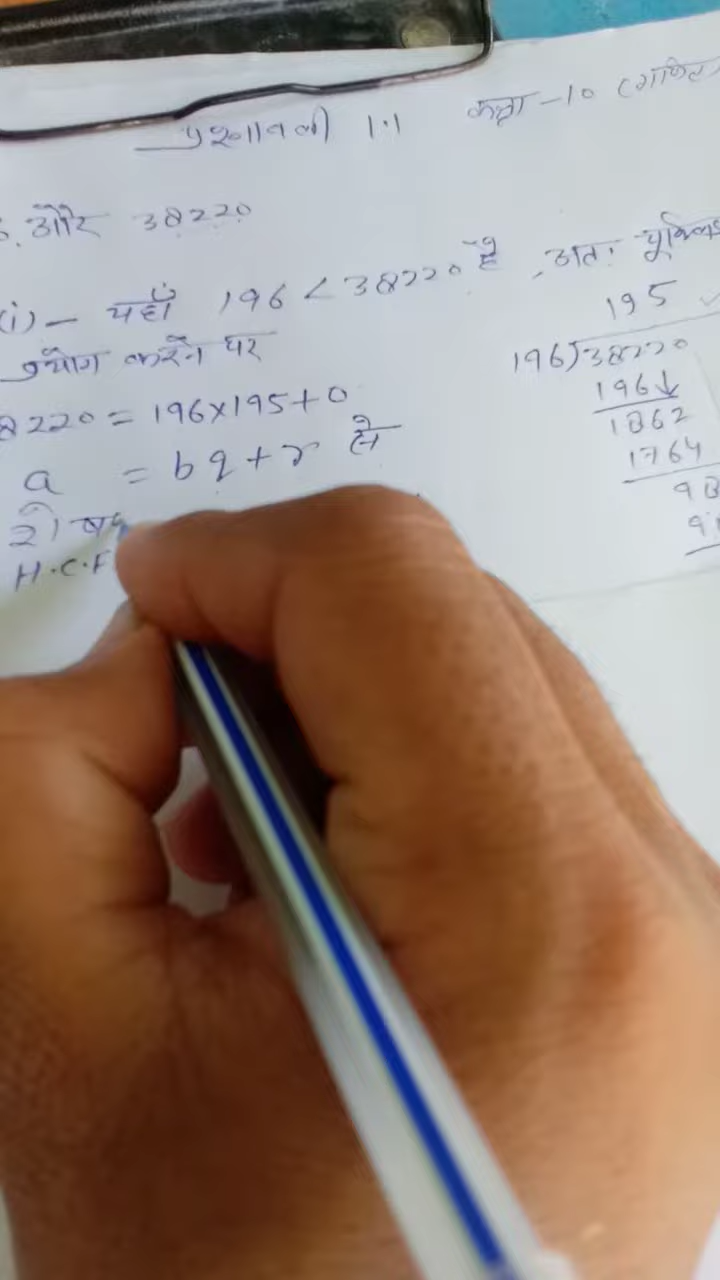 प्रश्नावली 1.1 कक्षा-10 (गणित)
और 38220
(i) - यहाँ 196 < 38220 है, अतः
प्रयोग करने पर
8220 = 196×195+0
a = bq + r से
H.C.F
195
196)38220
196↓
1862
1764
98